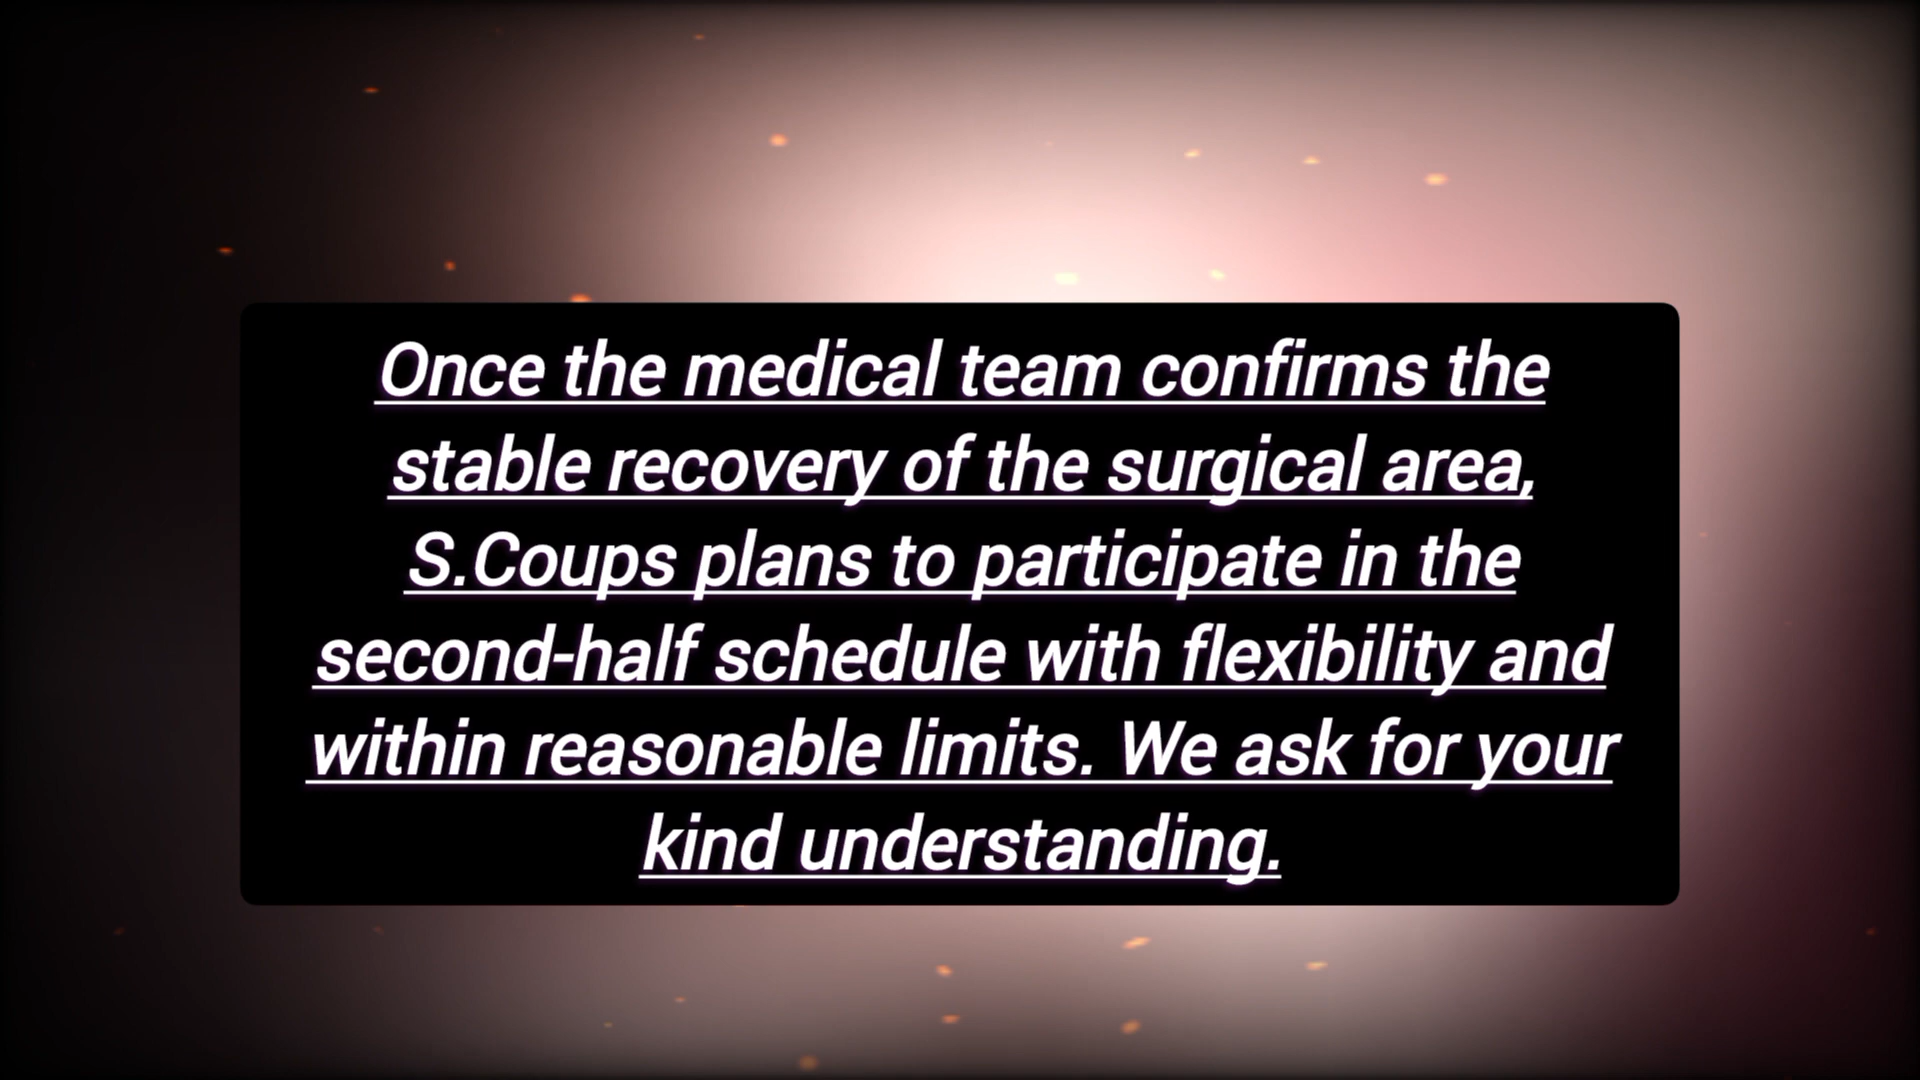 Once the medical team confirms the
stable recovery of the surgical area,
S.Coups plans to participate in the
second-half schedule with flexibility and
within reasonable limits. We ask for your
kind understanding.